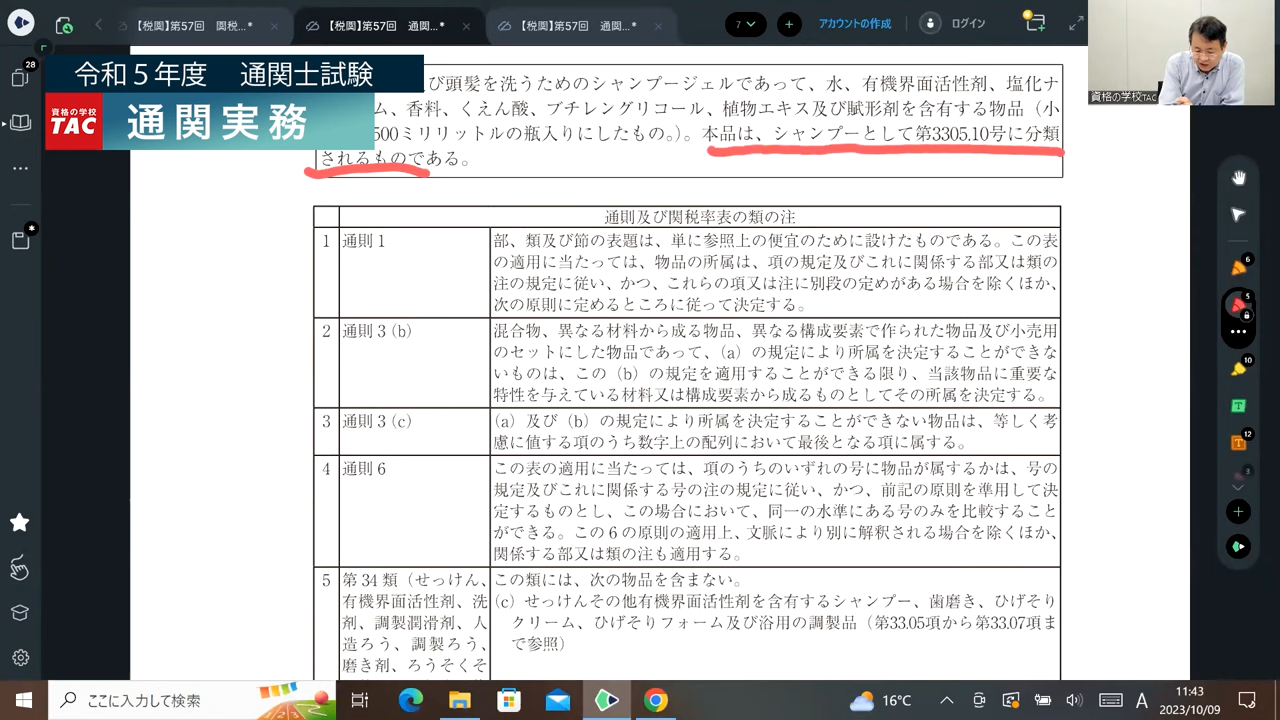 【税関】第57回 関税...*
【税関】第57回 通関...*
【税関】第57回 通関...*
7
アカウントの作成
ログイン
28
令和5年度 通関士試験
資格の学校
TAC
通関実務
資格の学校TAC
び頭髪を洗うためのシャンプージェルであって、水、有機界面活性剤、塩化ナ
ム、香料、くえん酸、ブチレングリコール、植物エキス及び賦形剤を含有する物品（小
500ミリリットルの瓶入りにしたもの。）。本品は、シャンプーとして第3305.10号に分類
されるものである。
通則及び関税率表の類の注
1 通則1 部、類及び節の表題は、単に参照上の便宜のために設けたものである。この表
の適用に当たっては、物品の所属は、項の規定及びこれに関係する部又は類の
注の規定に従い、かつ、これらの項又は注に別段の定めがある場合を除くほか、
次の原則に定めるところに従って決定する。
2 通則3(b) 混合物、異なる材料から成る物品、異なる構成要素で作られた物品及び小売用
のセットにした物品であって、（a）の規定により所属を決定することができな
いものは、この（b）の規定を適用することができる限り、当該物品に重要な
特性を与えている材料又は構成要素から成るものとしてその所属を決定する。
3 通則3(c) （a）及び（b）の規定により所属を決定することができない物品は、等しく考
慮に値する項のうち数字上の配列において最後となる項に属する。
4 通則6 この表の適用に当たっては、項のうちのいずれの号に物品が属するかは、号の
規定及びこれに関係する号の注の規定に従い、かつ、前記の原則を準用して決
定するものとし、この場合において、同一の水準にある号のみを比較すること
ができる。この6の原則の適用上、文脈により別に解釈される場合を除くほか、
関係する部又は類の注も適用する。
5 第34類（せっけん、 この類には、次の物品を含まない。
有機界面活性剤、洗 （c）せっけんその他有機界面活性剤を含有するシャンプー、歯磨き、ひげそり
剤、調製潤滑剤、人 クリーム、ひげそりフォーム及び浴用の調製品（第33.05項から第33.07項ま
造ろう、調製ろう、 で参照）
磨き剤、ろうそくそ
6
5
10
T
12
T
3
ここに入力して検索
16℃
A
11:43
2023/10/09